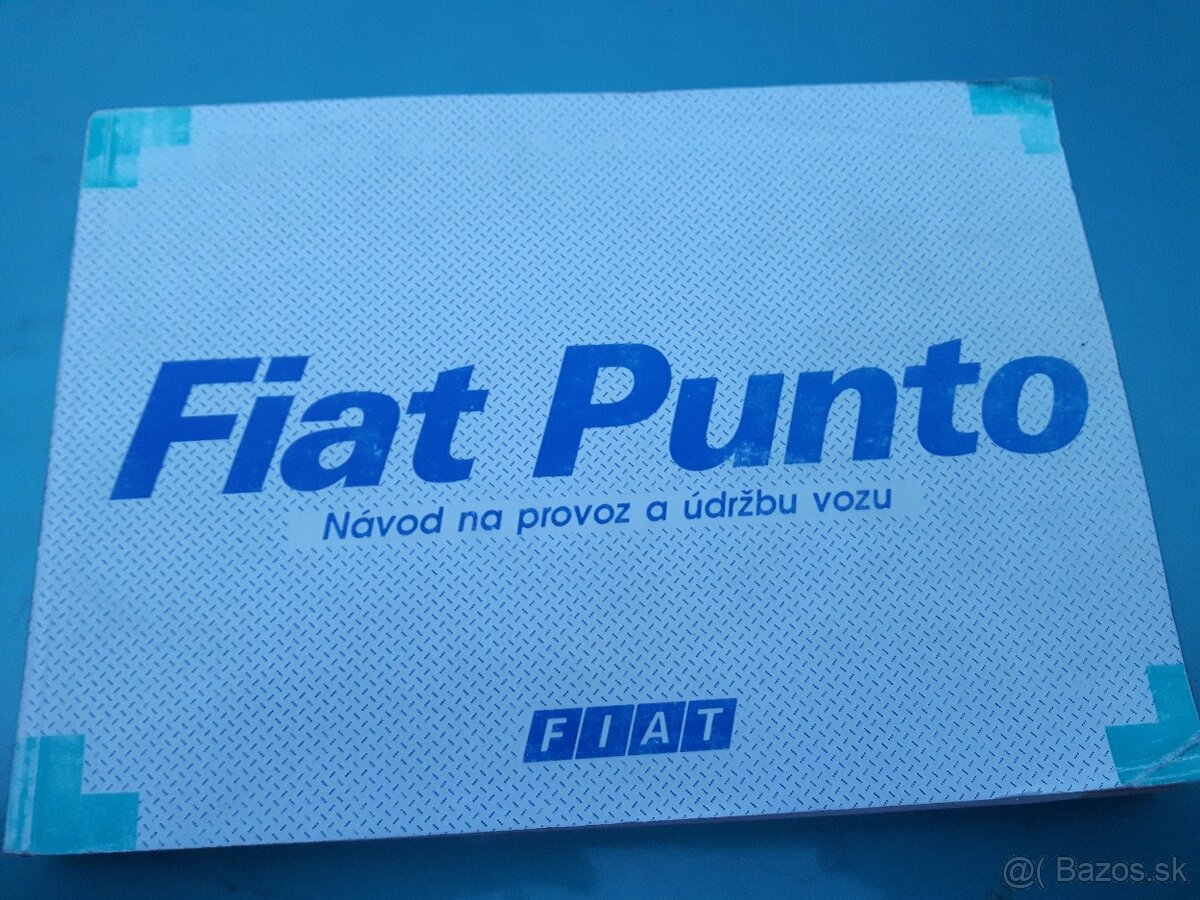 Fiat Punto
Návod na provoz a údržbu vozu
FIAT
@( Bazos.sk